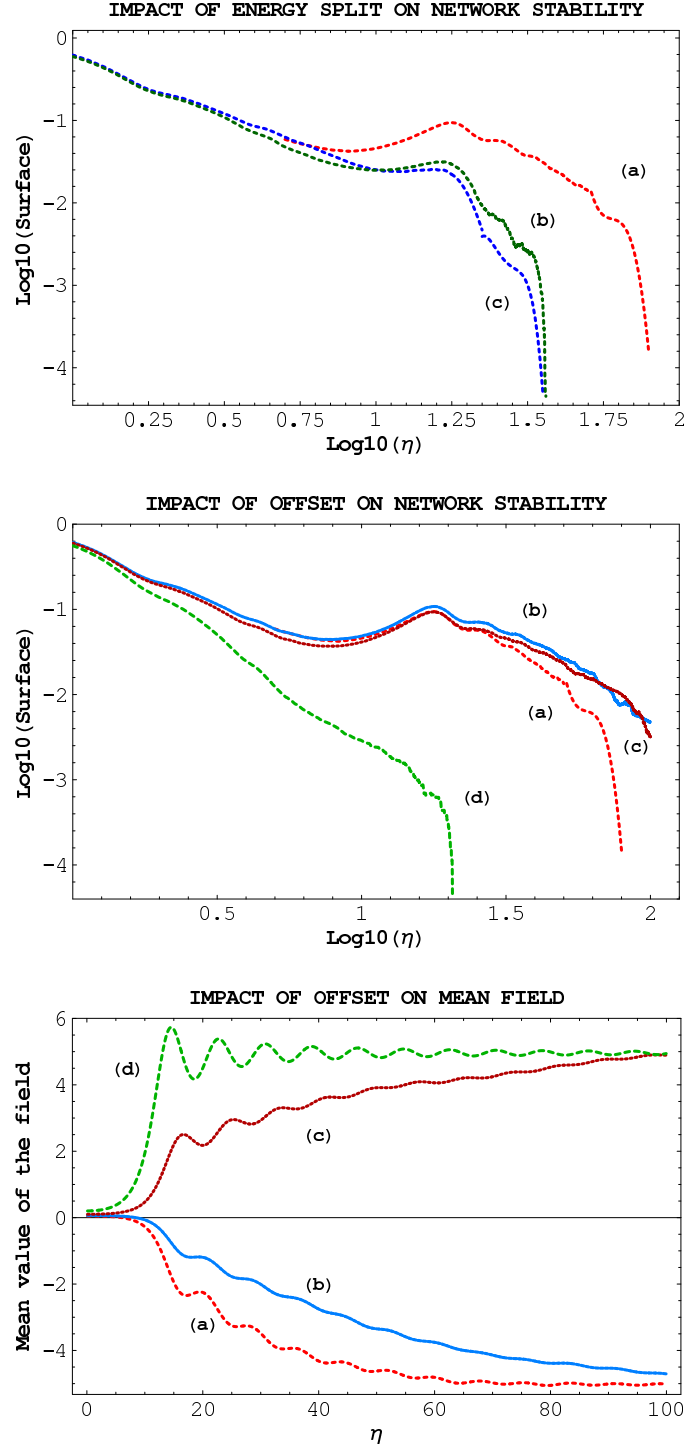 IMPACT OF ENERGY SPLIT ON NETWORK STABILITY
0
-1
-2
-3
-4
Log10(Surface)
(a)
(b)
(c)
0.25 0.5 0.75 1 1.25 1.5 1.75 2
Log10(η)
IMPACT OF OFFSET ON NETWORK STABILITY
0
-1
-2
-3
-4
Log10(Surface)
(b)
(a)
(c)
(d)
0.5 1 1.5 2
Log10(η)
IMPACT OF OFFSET ON MEAN FIELD
6
4
2
0
-2
-4
Mean value of the field
(d)
(c)
(b)
(a)
0 20 40 60 80 100
η